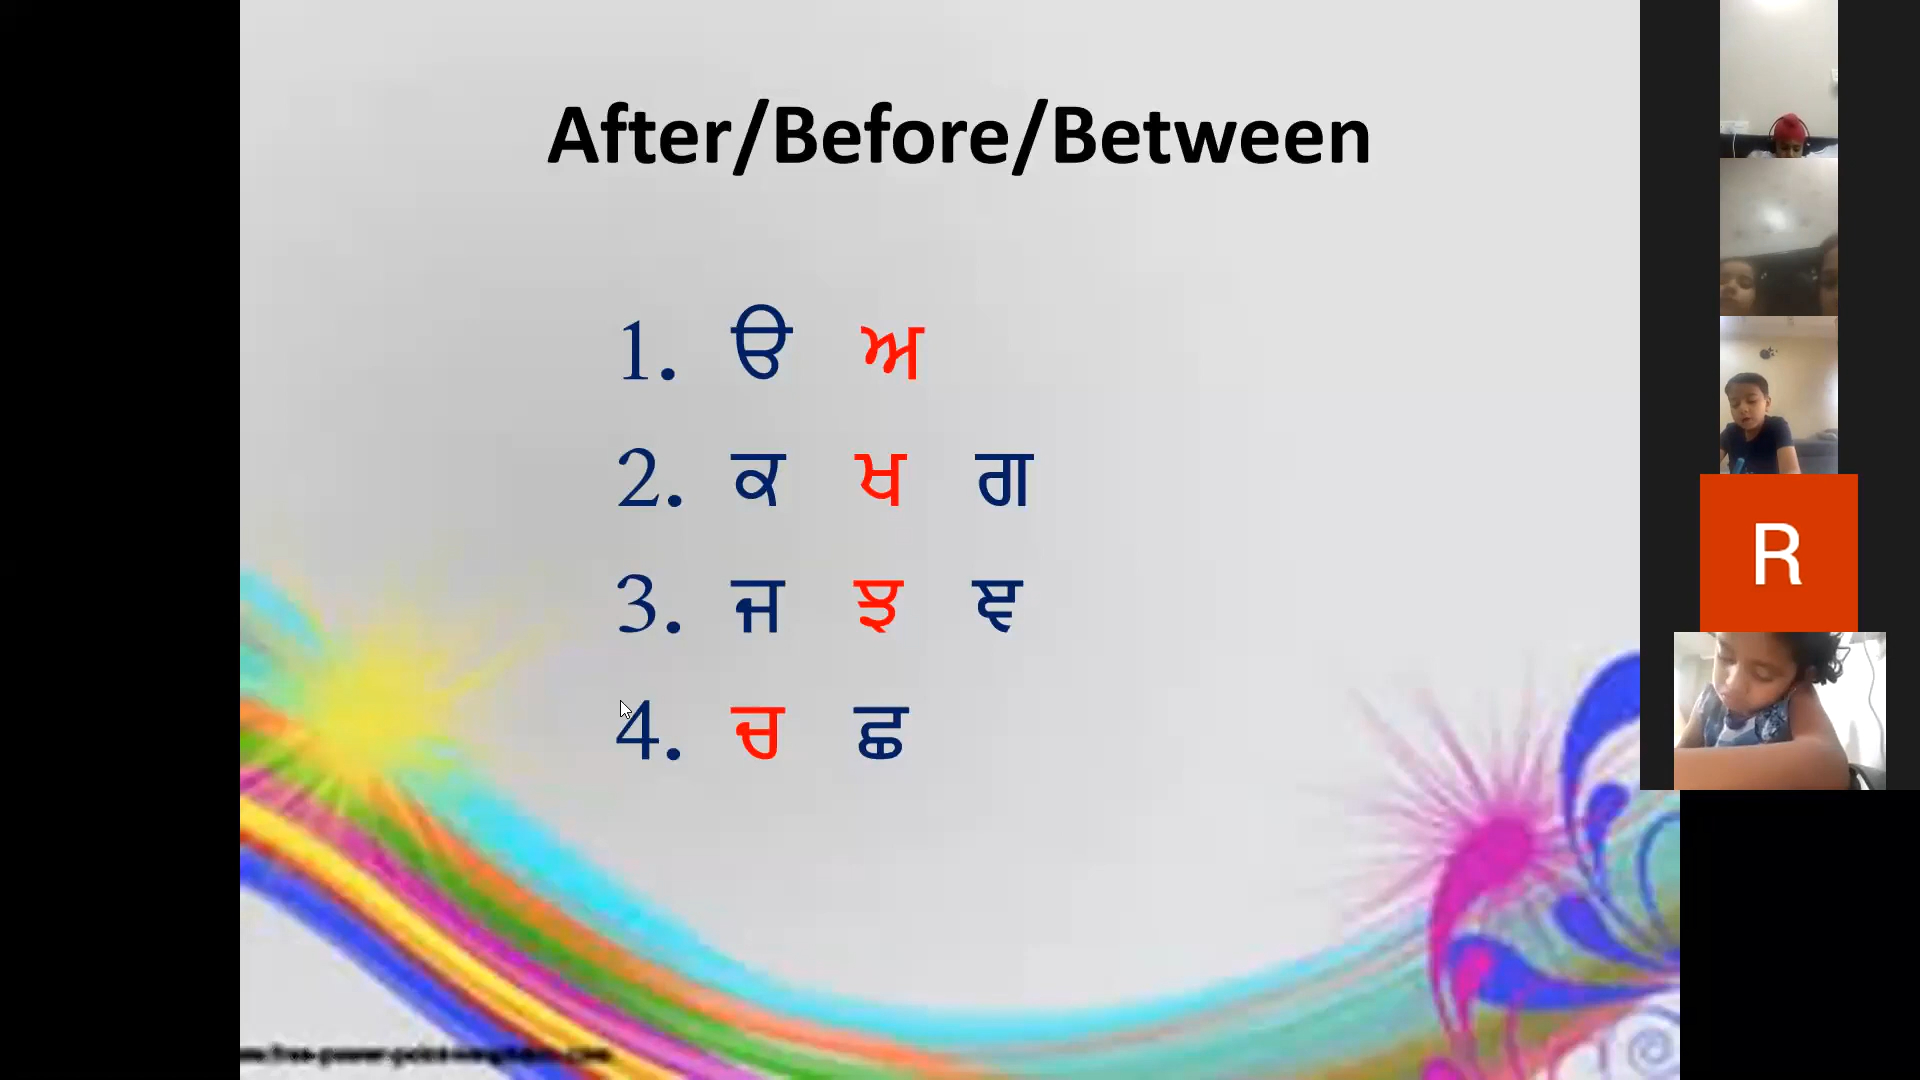 After/Before/Between
1. ੳ ਅ
2. ਕ ਖ ਗ
3. ਜ ਝ ਞ
4. ਚ ਛ
R